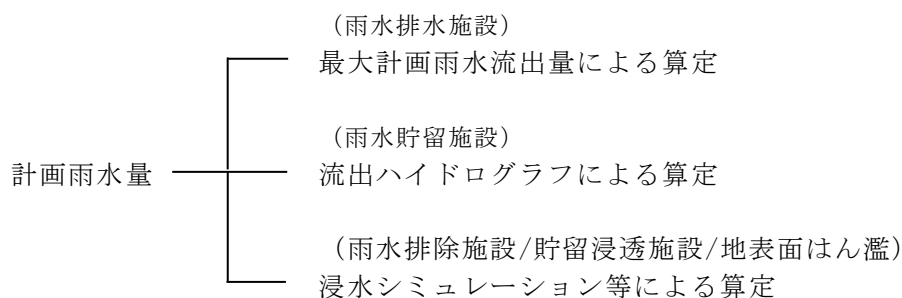 （雨水排水施設）
最大計画雨水流出量による算定
（雨水貯留施設）
計画雨水量
流出ハイドログラフによる算定
（雨水排除施設/貯留浸透施設/地表面はん濫）
浸水シミュレーション等による算定